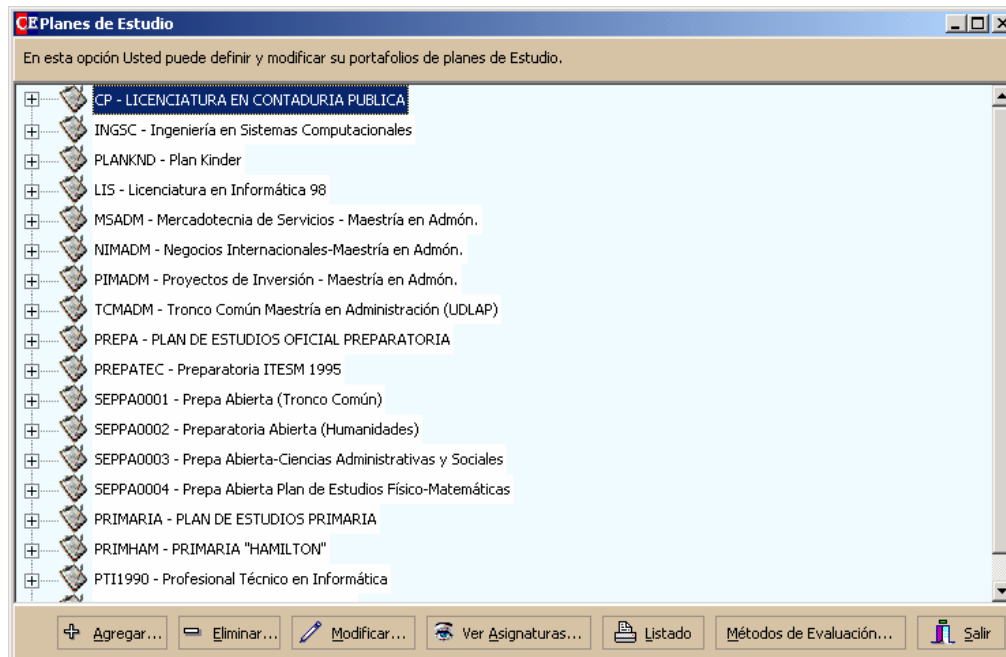 CE Planes de Estudio
En esta opción Usted puede definir y modificar su portafolios de planes de Estudio.
CP - LICENCIATURA EN CONTADURIA PUBLICA
INGSC - Ingeniería en Sistemas Computacionales
PLANKND - Plan Kinder
LIS - Licenciatura en Informática 98
MSADM - Mercadotecnia de Servicios - Maestría en Admón.
NIMADM - Negocios Internacionales-Maestría en Admón.
PIMADM - Proyectos de Inversión - Maestría en Admón.
TCMADM - Tronco Común Maestría en Administración (UDLAP)
PREPA - PLAN DE ESTUDIOS OFICIAL PREPARATORIA
PREPATEC - Preparatoria ITESM 1995
SEPPA0001 - Prepa Abierta (Tronco Común)
SEPPA0002 - Preparatoria Abierta (Humanidades)
SEPPA0003 - Prepa Abierta-Ciencias Administrativas y Sociales
SEPPA0004 - Prepa Abierta Plan de Estudios Físico-Matemáticas
PRIMARIA - PLAN DE ESTUDIOS PRIMARIA
PRIMHAM - PRIMARIA "HAMILTON"
PTI1990 - Profesional Técnico en Informática
Agregar... Eliminar... Modificar... Ver Asignaturas... Listado Métodos de Evaluación... Salir